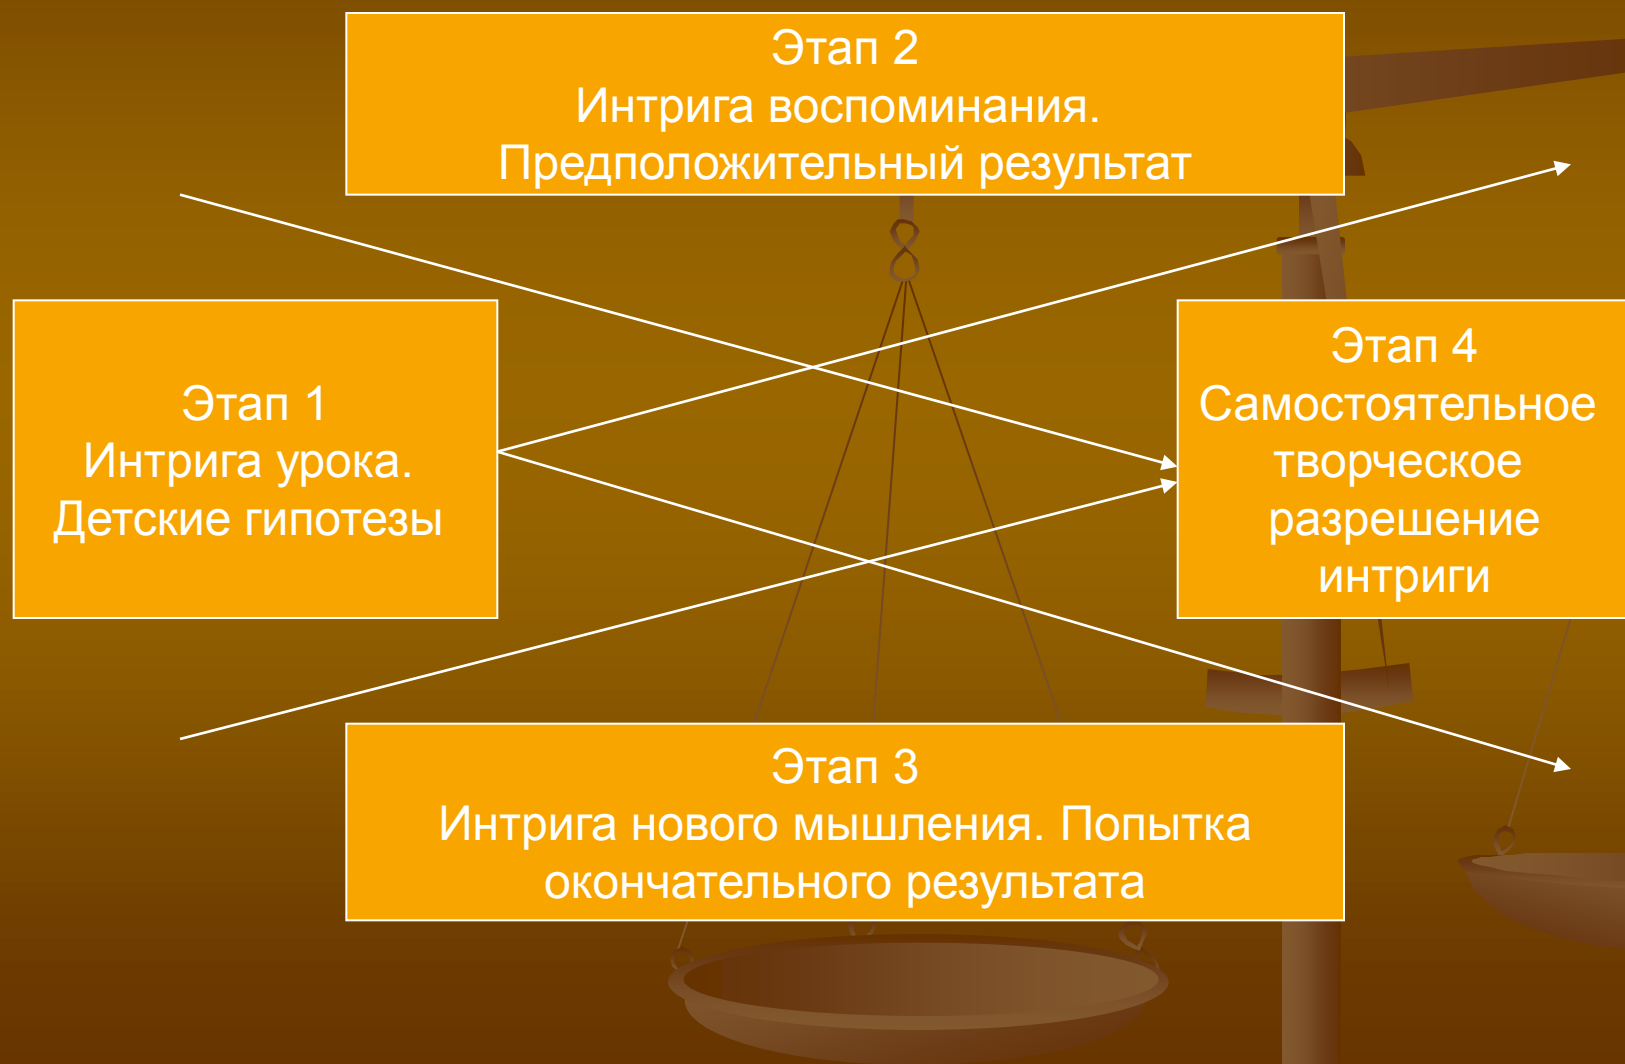 Этап 2
Интрига воспоминания.
Предположительный результат
Этап 1
Интрига урока.
Детские гипотезы
Этап 4
Самостоятельное
творческое
разрешение
интриги
Этап 3
Интрига нового мышления. Попытка
окончательного результата